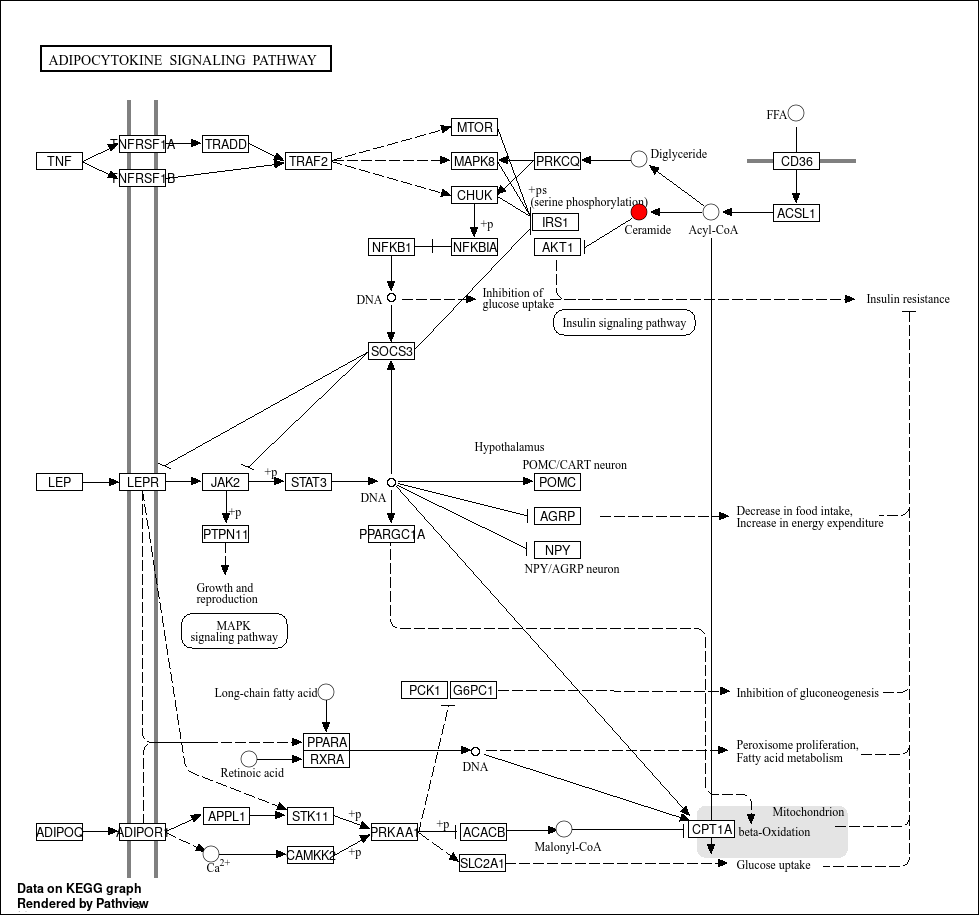 ADIPOCYTOKINE SIGNALING PATHWAY
FFA
MTOR
TNFRSF1A
TRADD
TNF
TRAF2
MAPK8
PRKCQ
Diglyceride
CD36
TNFRSF1B
CHUK
+ps
(serine phosphorylation)
IRS1
ACSL1
+p
Ceramide
Acyl-CoA
NFKB1
NFKBIA
AKT1
DNA
Inhibition of
glucose uptake
Insulin resistance
Insulin signaling pathway
SOCS3
Hypothalamus
POMC/CART neuron
+p
LEP
LEPR
JAK2
STAT3
POMC
DNA
+p
AGRP
Decrease in food intake,
Increase in energy expenditure
PTPN11
PPARGC1A
NPY
NPY/AGRP neuron
Growth and
reproduction
MAPK
signaling pathway
Long-chain fatty acid
PCK1
G6PC1
Inhibition of gluconeogenesis
PPARA
RXRA
Retinoic acid
DNA
Peroxisome proliferation,
Fatty acid metabolism
APPL1
STK11
+p
Mitochondrion
ADIPOQ
ADIPOR1
PRKAA1
+p
ACACB
CPT1A
beta-Oxidation
Malonyl-CoA
Ca2+
CAMKK2
+p
SLC2A1
Glucose uptake
Data on KEGG graph
Rendered by Pathview